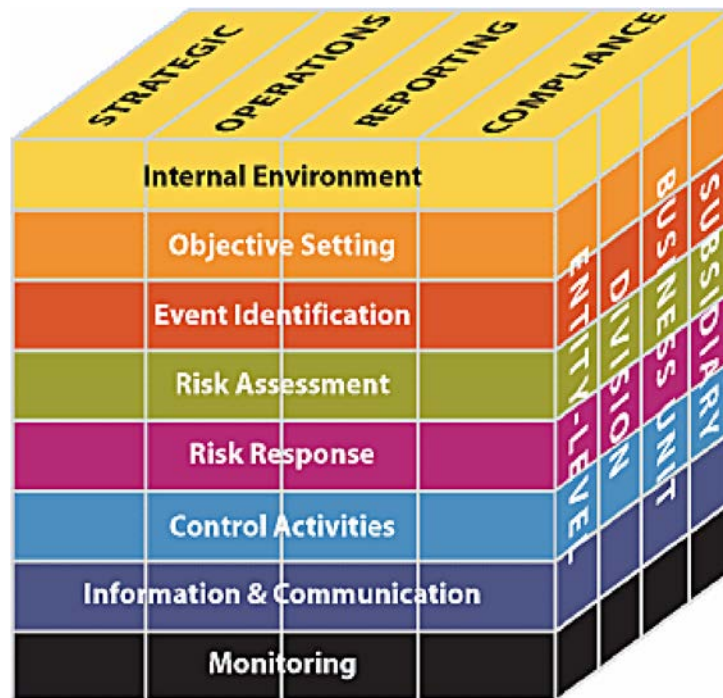 STRATEGIC
OPERATIONS
REPORTING
COMPLIANCE
Internal Environment
Objective Setting
Event Identification
Risk Assessment
Risk Response
Control Activities
Information & Communication
Monitoring
ENTITY-LEVEL
DIVISION
BUSINESS UNIT
SUBSIDIARY